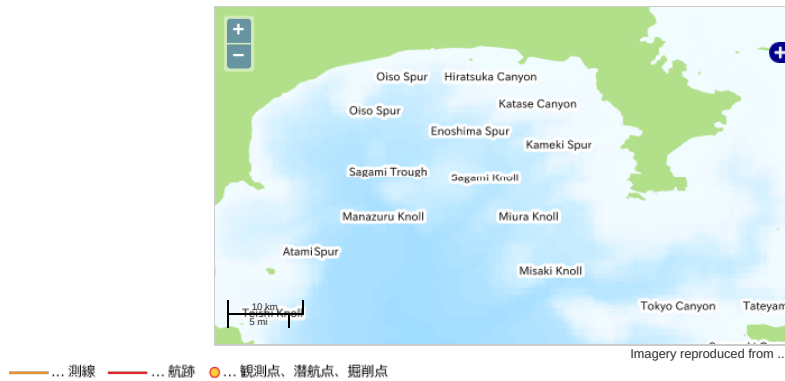 +
−
Oiso Spur
Hiratsuka Canyon
Katase Canyon
Oiso Spur
Enoshima Spur
Kameki Spur
Sagami Trough
Sagami Knoll
Manazuru Knoll
Miura Knoll
Atami Spur
Misaki Knoll
Tokyo Canyon
Tateyam
10 km
Teishi Knoll
5 mi
Imagery reproduced from ...
... 測線
... 航跡
... 観測点、潜航点、掘削点